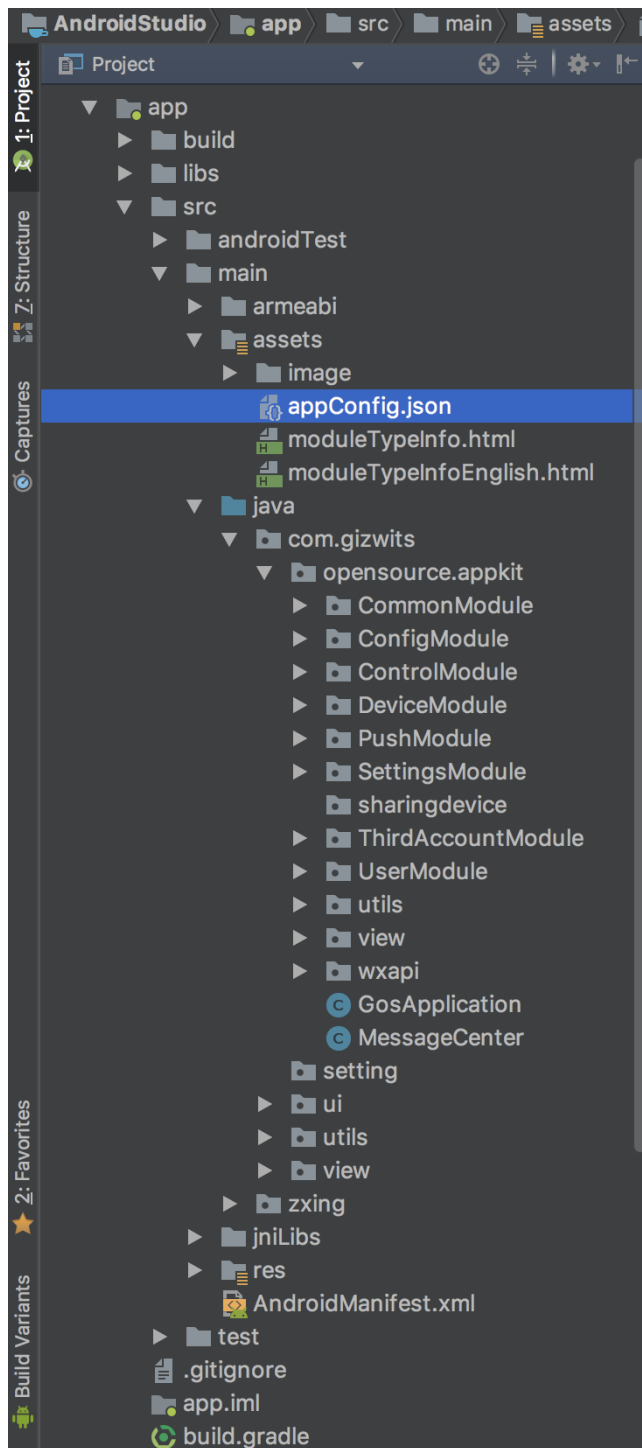 AndroidStudio app src main assets
Project
1: Project
app
build
libs
src
7: Structure
androidTest
main
armeabi
assets
image
Captures
appConfig.json
moduleTypeInfo.html
moduleTypeInfoEnglish.html
java
com.gizwits
opensource.appkit
CommonModule
ConfigModule
ControlModule
DeviceModule
PushModule
SettingsModule
sharingdevice
ThirdAccountModule
UserModule
utils
view
wxapi
GosApplication
MessageCenter
setting
2: Favorites
ui
utils
view
zxing
jniLibs
res
Build Variants
AndroidManifest.xml
test
.gitignore
app.iml
build.gradle